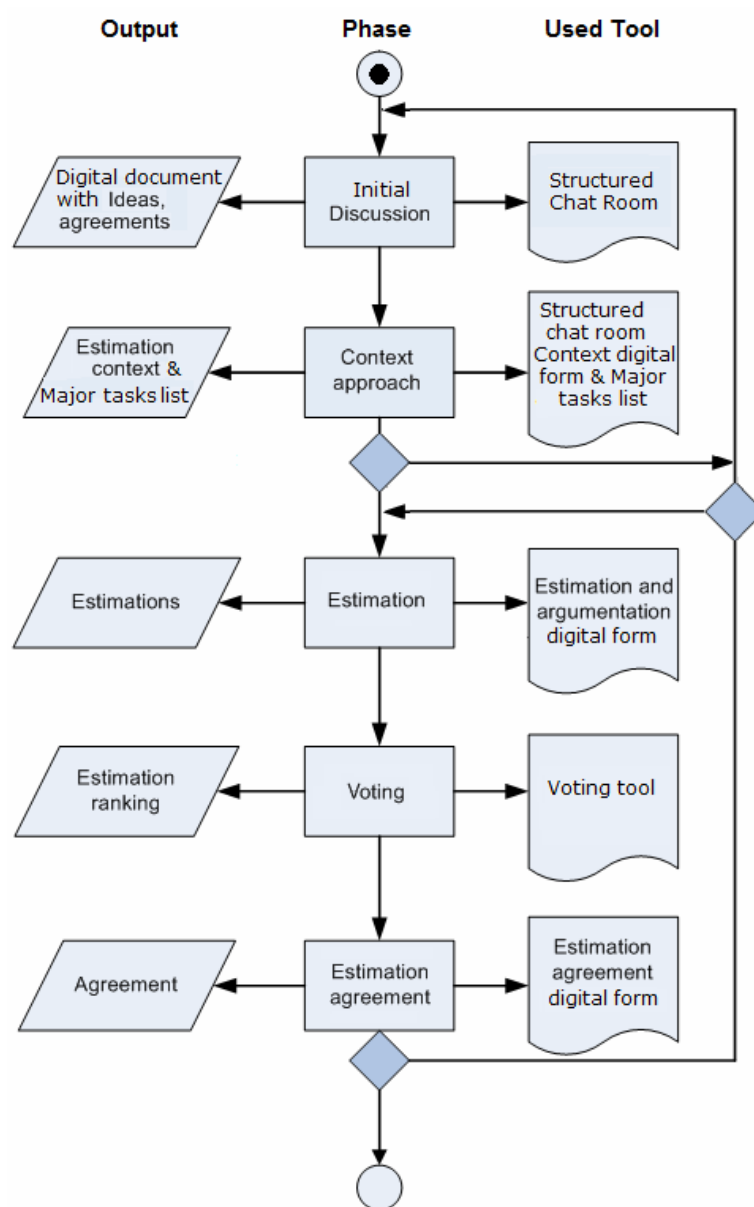 Output Phase Used Tool
Digital document
with Ideas,
agreements
Initial
Discussion
Structured
Chat Room
Estimation
context &
Major tasks list
Context
approach
Structured
chat room
Context digital
form & Major
tasks list
Estimations
Estimation
Estimation and
argumentation
digital form
Estimation
ranking
Voting
Voting tool
Agreement
Estimation
agreement
Estimation
agreement
digital form